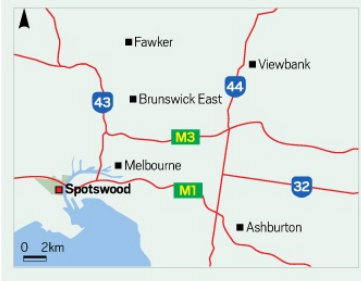 Fawker
Viewbank
44
43
Brunswick East
M3
Melbourne
32
Spotswood
M1
Ashburton
0 2km